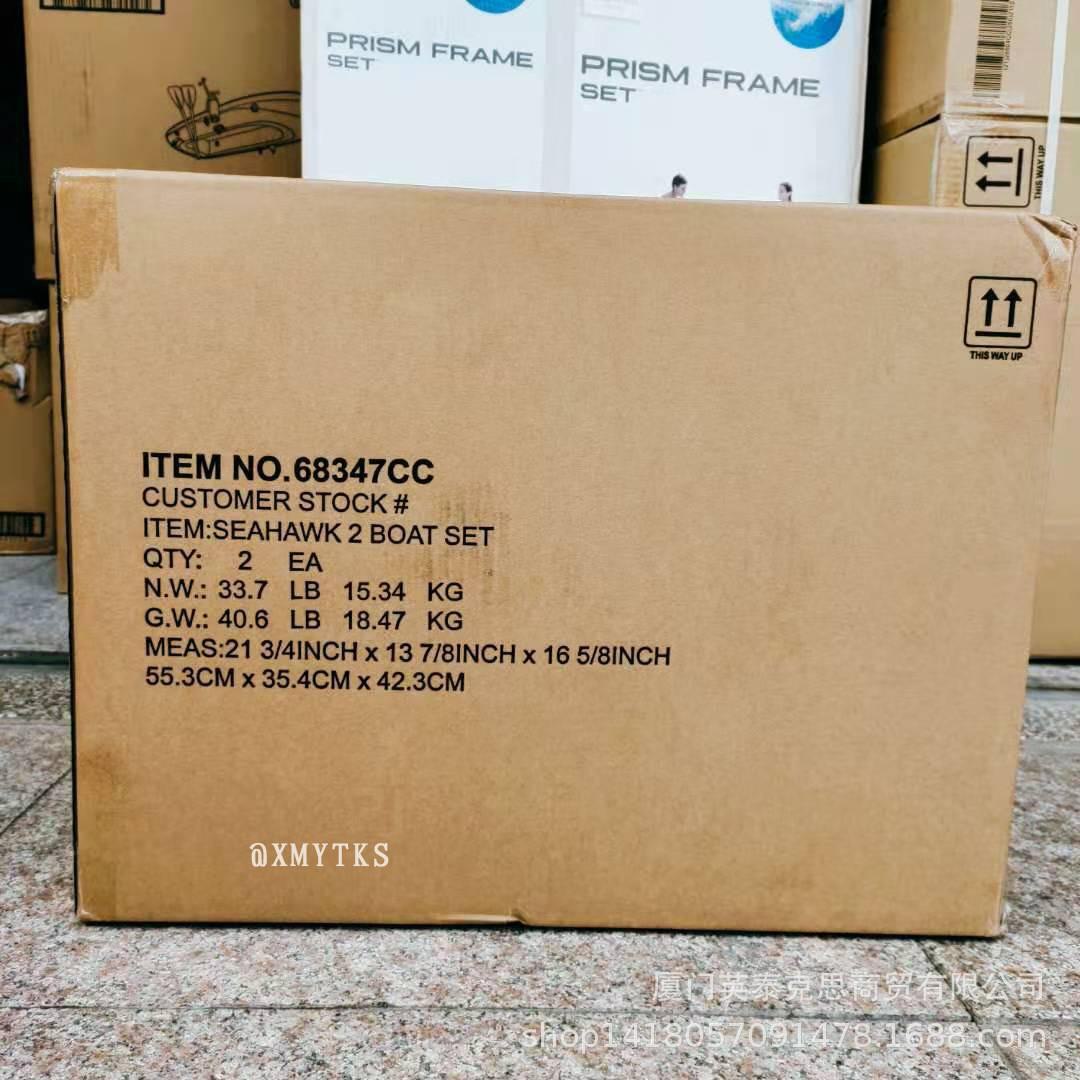 PRISM FRAME
SET
PRISM FRAME
SET
THIS WAY UP
THIS WAY UP
ITEM NO.68347CC
CUSTOMER STOCK #
ITEM:SEAHAWK 2 BOAT SET
QTY: 2 EA
N.W.: 33.7 LB 15.34 KG
G.W.: 40.6 LB 18.47 KG
MEAS:21 3/4INCH x 13 7/8INCH x 16 5/8INCH
55.3CM x 35.4CM x 42.3CM
@XMYTKS
厦门英泰克思商贸有限公司
shop1418057091478.1688.com